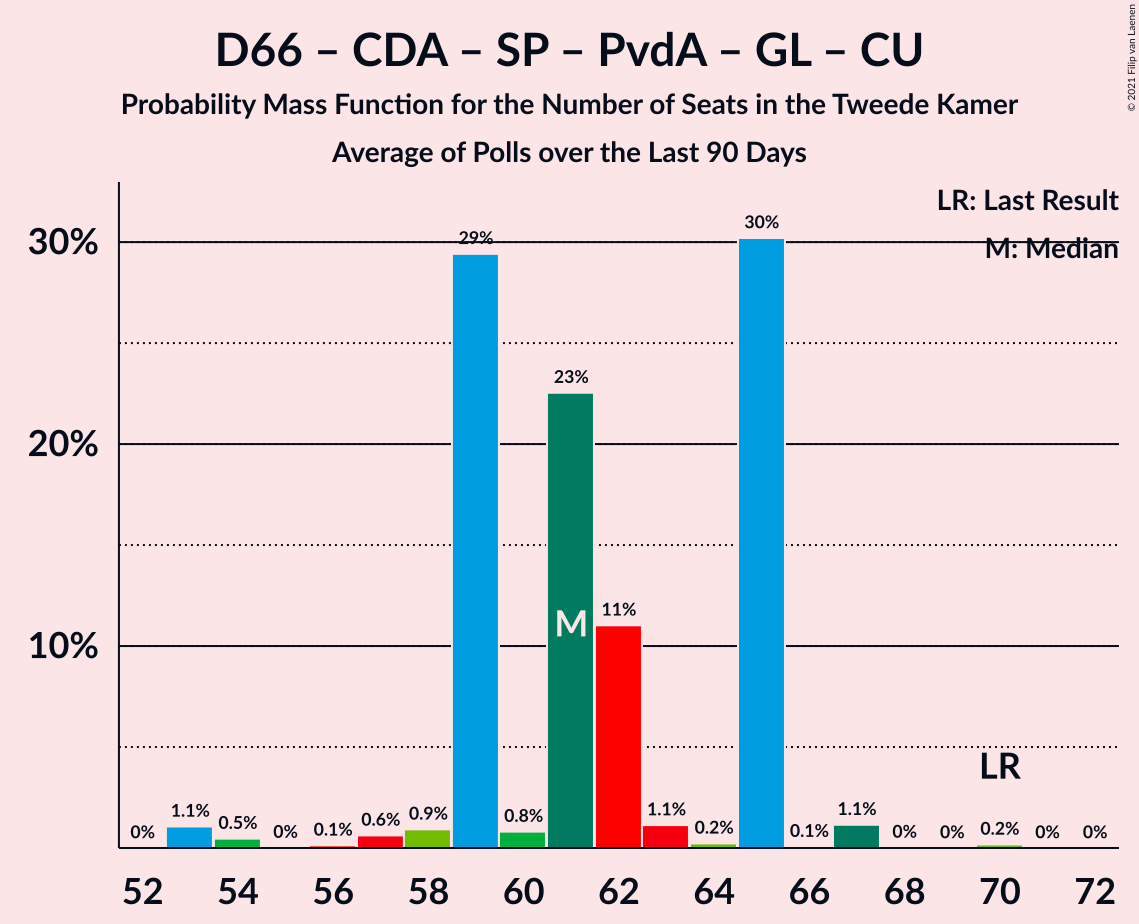 D66 – CDA – SP – PvdA – GL – CU
Probability Mass Function for the Number of Seats in the Tweede Kamer
Average of Polls over the Last 90 Days
© 2021 Filip van Laenen
LR: Last Result
M: Median
30%
20%
10%
0%
1.1%
0.5%
0%
0.1%
0.6%
0.9%
29%
0.8%
23%
M
11%
1.1%
0.2%
30%
0.1%
1.1%
0%
0%
LR
0.2%
0%
0%
52 54 56 58 60 62 64 66 68 70 72